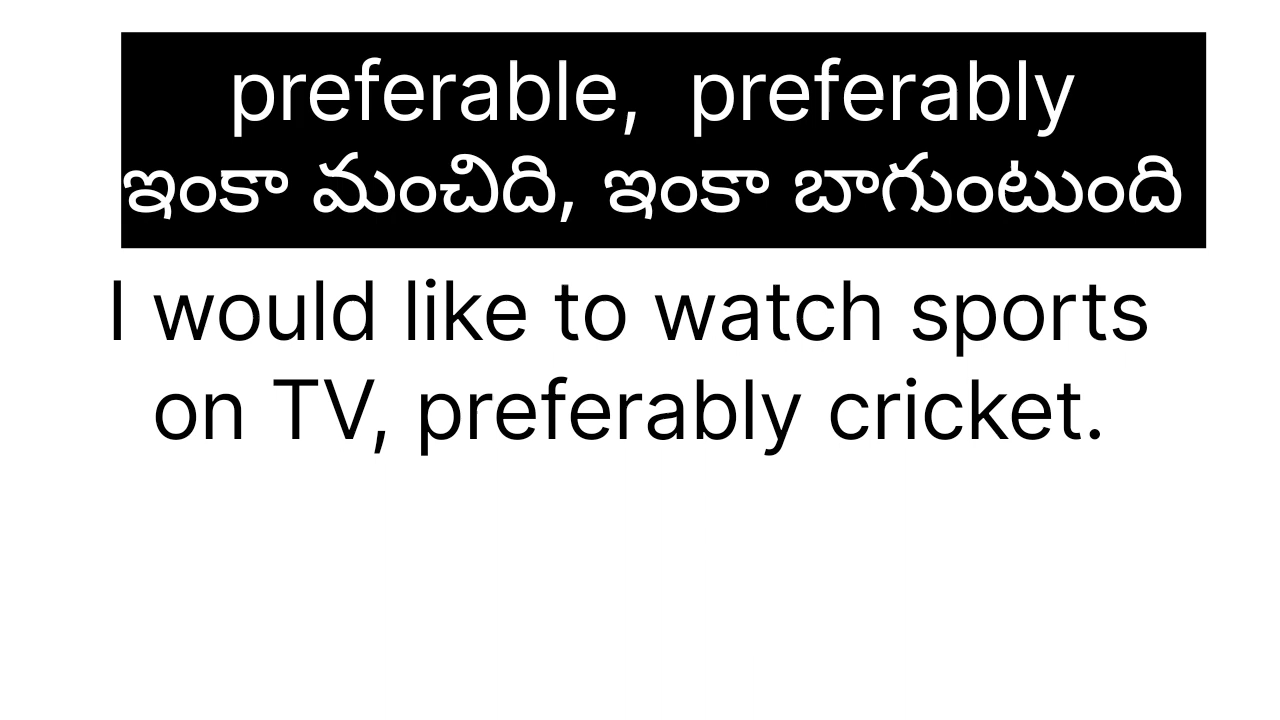 preferable, preferably
ఇంకా మంచిది, ఇంకా బాగుంటుంది
I would like to watch sports
on TV, preferably cricket.